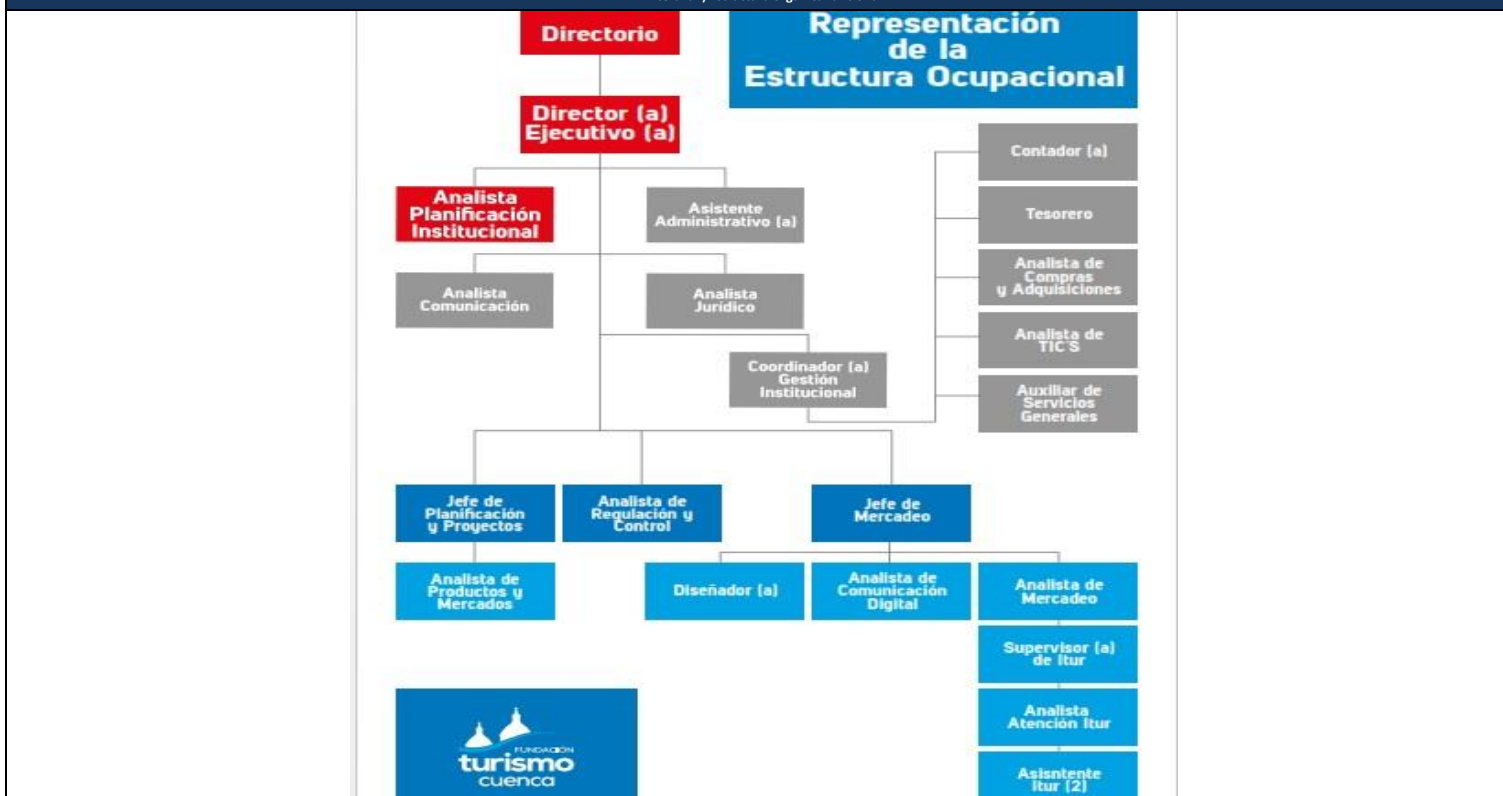 Directorio
Representación
de la
Estructura Ocupacional
Director (a)
Ejecutivo (a)
Contador (a)
Analista
Planificación
Institucional
Asistente
Administrativo (a)
Tesorero
Analista de
Compras
y Adquisiciones
Analista
Comunicación
Analista
Jurídico
Analista de
TIC'S
Coordinador (a)
Gestión
Institucional
Auxiliar de
Servicios
Generales
Jefe de
Planificación
y Proyectos
Analista de
Regulación y
Control
Jefe de
Mercadeo
Analista de
Productos y
Mercados
Diseñador (a)
Analista de
Comunicación
Digital
Analista de
Mercadeo
Supervisor (a)
de Itur
Analista
Atención Itur
Asisntente
Itur (2)
FUNDACIÓN
turismo
cuenca